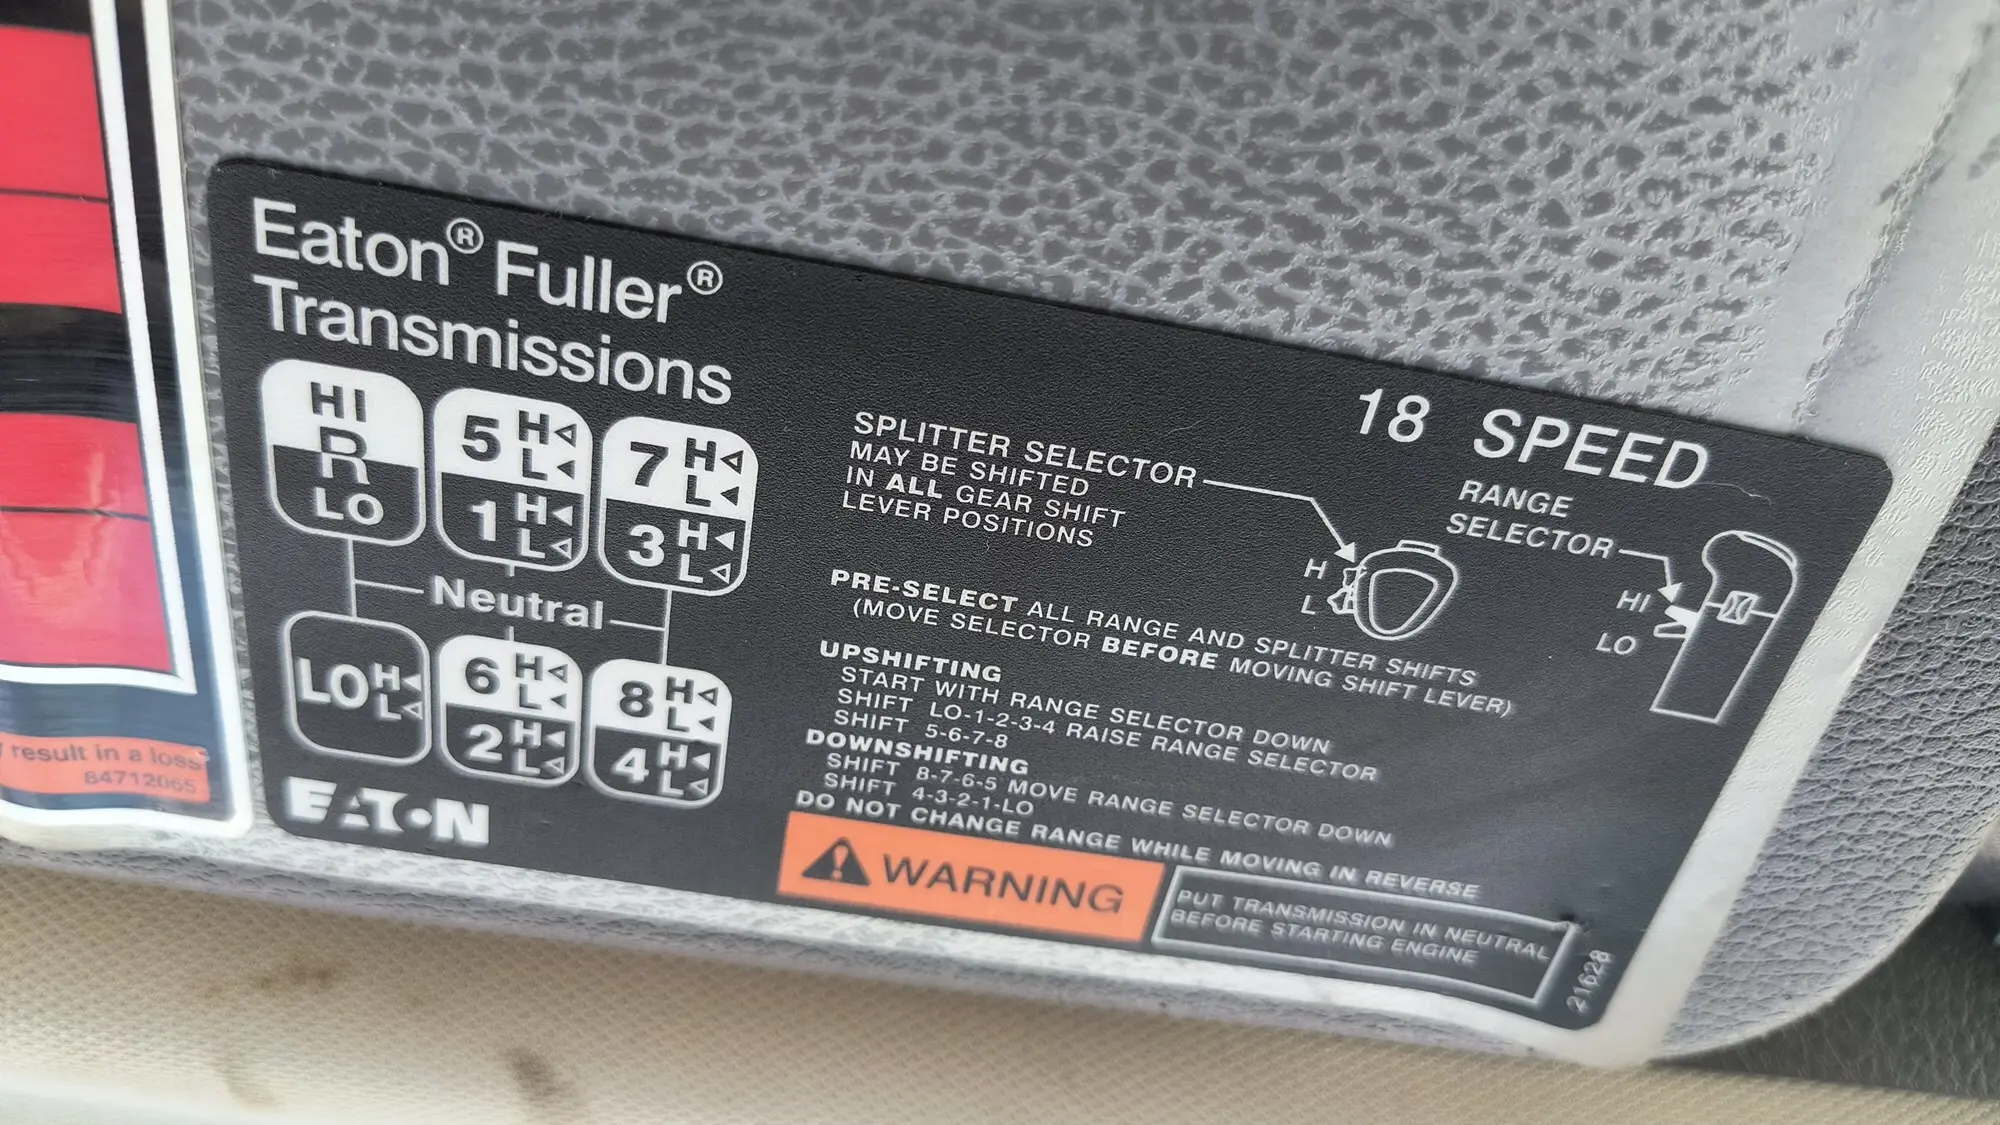 Eaton® Fuller®
Transmissions
18 SPEED
HI
R
LO
5 H
L
1 H
L
7 H
L
3 H
L
Neutral
LO H
L
6 H
L
2 H
L
8 H
L
4 H
L
EATON
SPLITTER SELECTOR
MAY BE SHIFTED
IN ALL GEAR SHIFT
LEVER POSITIONS
H
L
RANGE
SELECTOR
HI
LO
PRE-SELECT ALL RANGE AND SPLITTER SHIFTS
(MOVE SELECTOR BEFORE MOVING SHIFT LEVER)
UPSHIFTING
START WITH RANGE SELECTOR DOWN
SHIFT LO-1-2-3-4 RAISE RANGE SELECTOR
SHIFT 5-6-7-8
DOWNSHIFTING
SHIFT 8-7-6-5 MOVE RANGE SELECTOR DOWN
SHIFT 4-3-2-1-LO
DO NOT CHANGE RANGE WHILE MOVING IN REVERSE
WARNING
PUT TRANSMISSION IN NEUTRAL
BEFORE STARTING ENGINE
21628
result in a loss
84712065